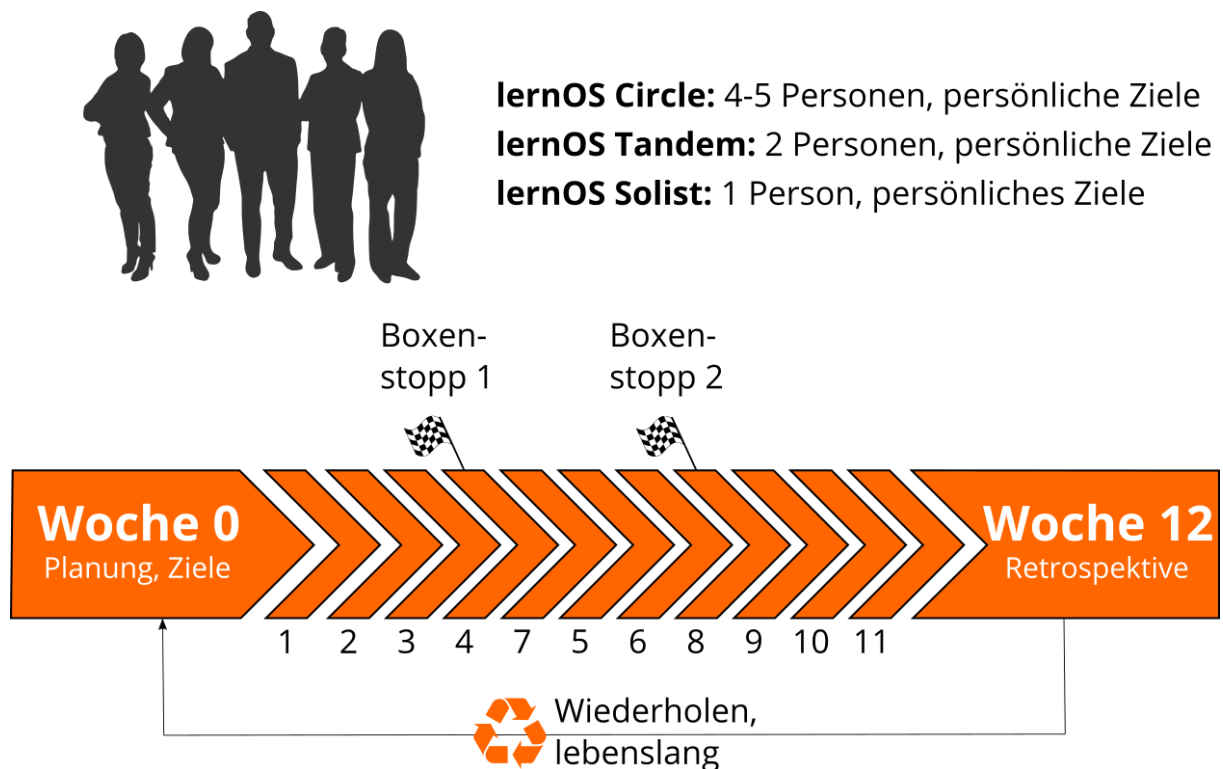 lernOS Circle: 4-5 Personen, persönliche Ziele
lernOS Tandem: 2 Personen, persönliche Ziele
lernOS Solist: 1 Person, persönliches Ziele
Boxen-
stopp 1
Boxen-
stopp 2
Woche 0
Planung, Ziele
Woche 12
Retrospektive
1 2 3 4 7 5 6 8 9 10 11
Wiederholen,
lebenslang